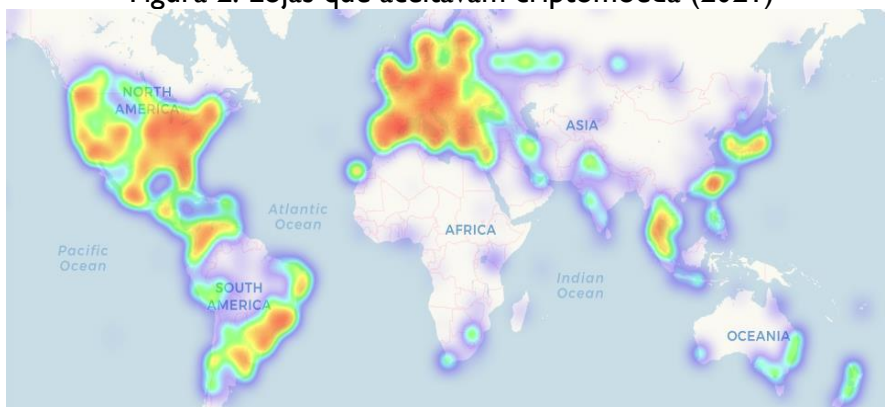 Figura 2. Lojas que aceitavam criptomoeda (2021)
NORTH
AMERICA
ASIA
Atlantic
Ocean
AFRICA
Pacific
Ocean
Indian
Ocean
SOUTH
AMERICA
OCEANIA